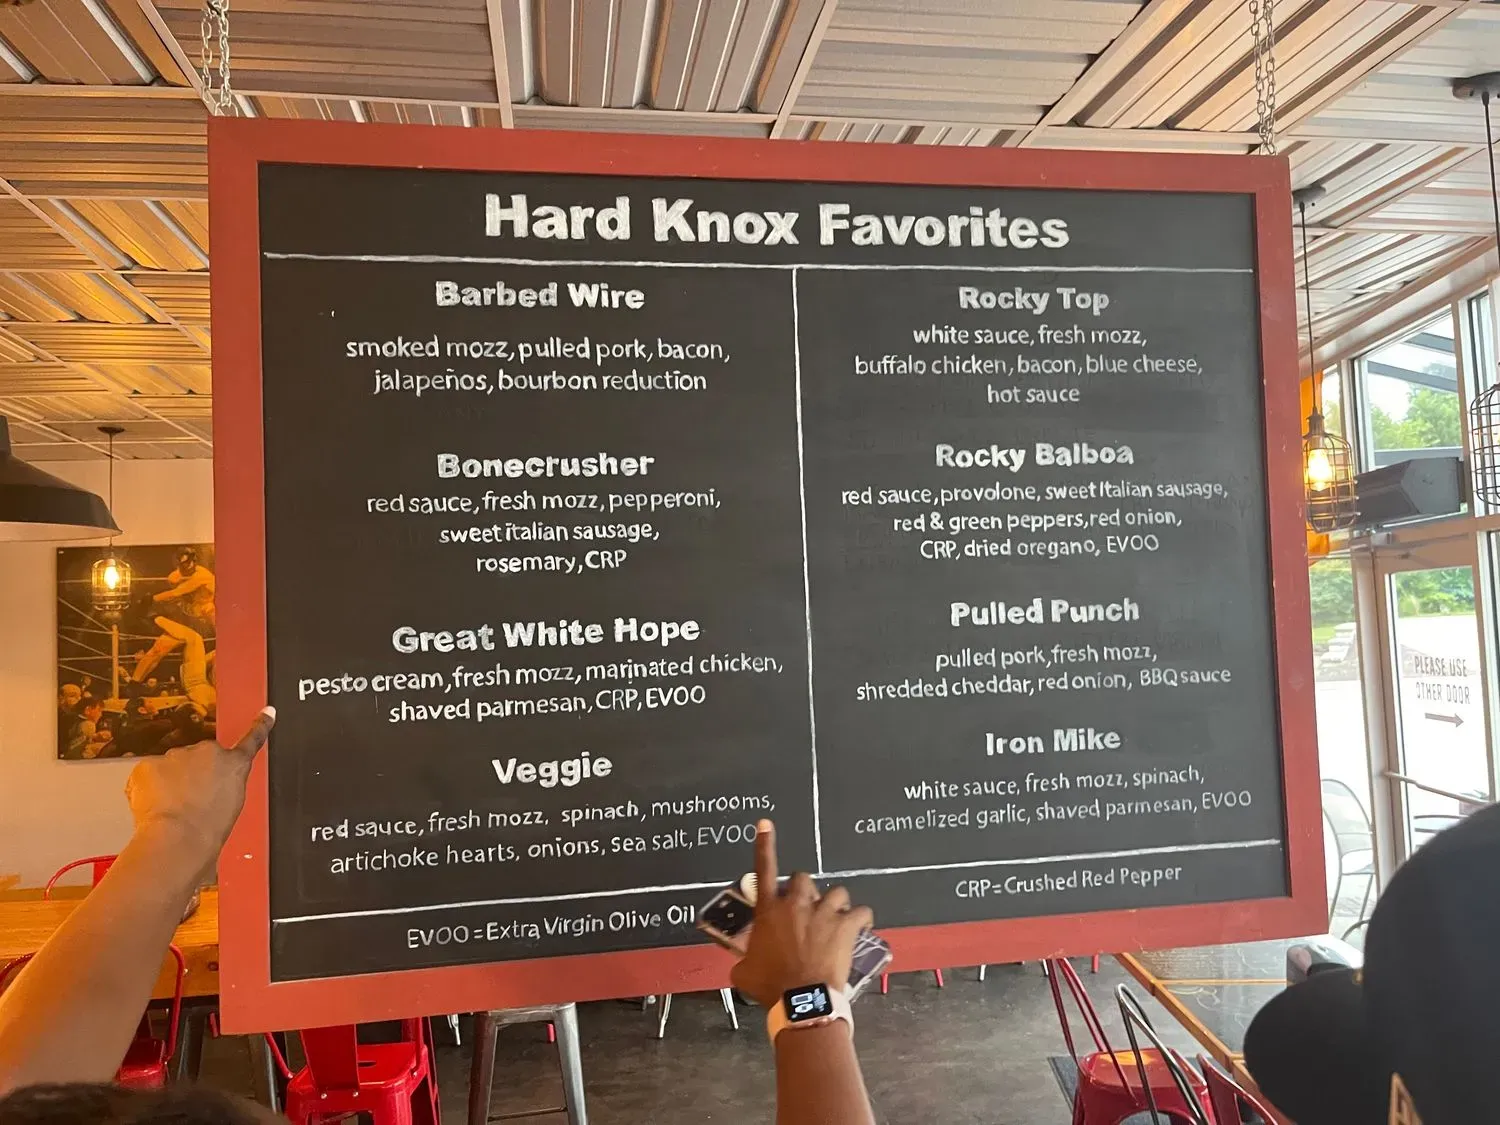 Hard Knox Favorites
Barbed Wire
smoked mozz, pulled pork, bacon,
jalapeños, bourbon reduction
Bonecrusher
red sauce, fresh mozz, pepperoni,
sweet italian sausage,
rosemary, CRP
Great White Hope
pesto cream, fresh mozz, marinated chicken,
shaved parmesan, CRP, EVOO
Veggie
red sauce, fresh mozz, spinach, mushrooms,
artichoke hearts, onions, sea salt, EVOO
EVOO = Extra Virgin Olive Oil
Rocky Top
white sauce, fresh mozz,
buffalo chicken, bacon, blue cheese,
hot sauce
Rocky Balboa
red sauce, provolone, sweet Italian sausage,
red & green peppers, red onion,
CRP, dried oregano, EVOO
Pulled Punch
pulled pork, fresh mozz,
shredded cheddar, red onion, BBQ sauce
Iron Mike
white sauce, fresh mozz, spinach,
caramelized garlic, shaved parmesan, EVOO
CRP = Crushed Red Pepper
PLEASE USE
OTHER DOOR